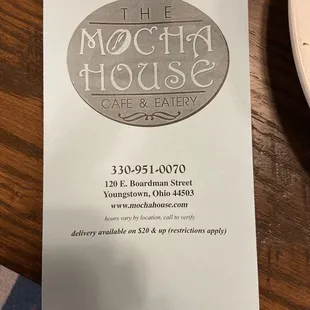 THE
MOCHA
HOUSE
CAFE & EATERY
330-951-0070
120 E. Boardman Street
Youngstown, Ohio 44503
www.mochahouse.com
hours vary by location, call to verify
delivery available on $20 & up (restrictions apply)